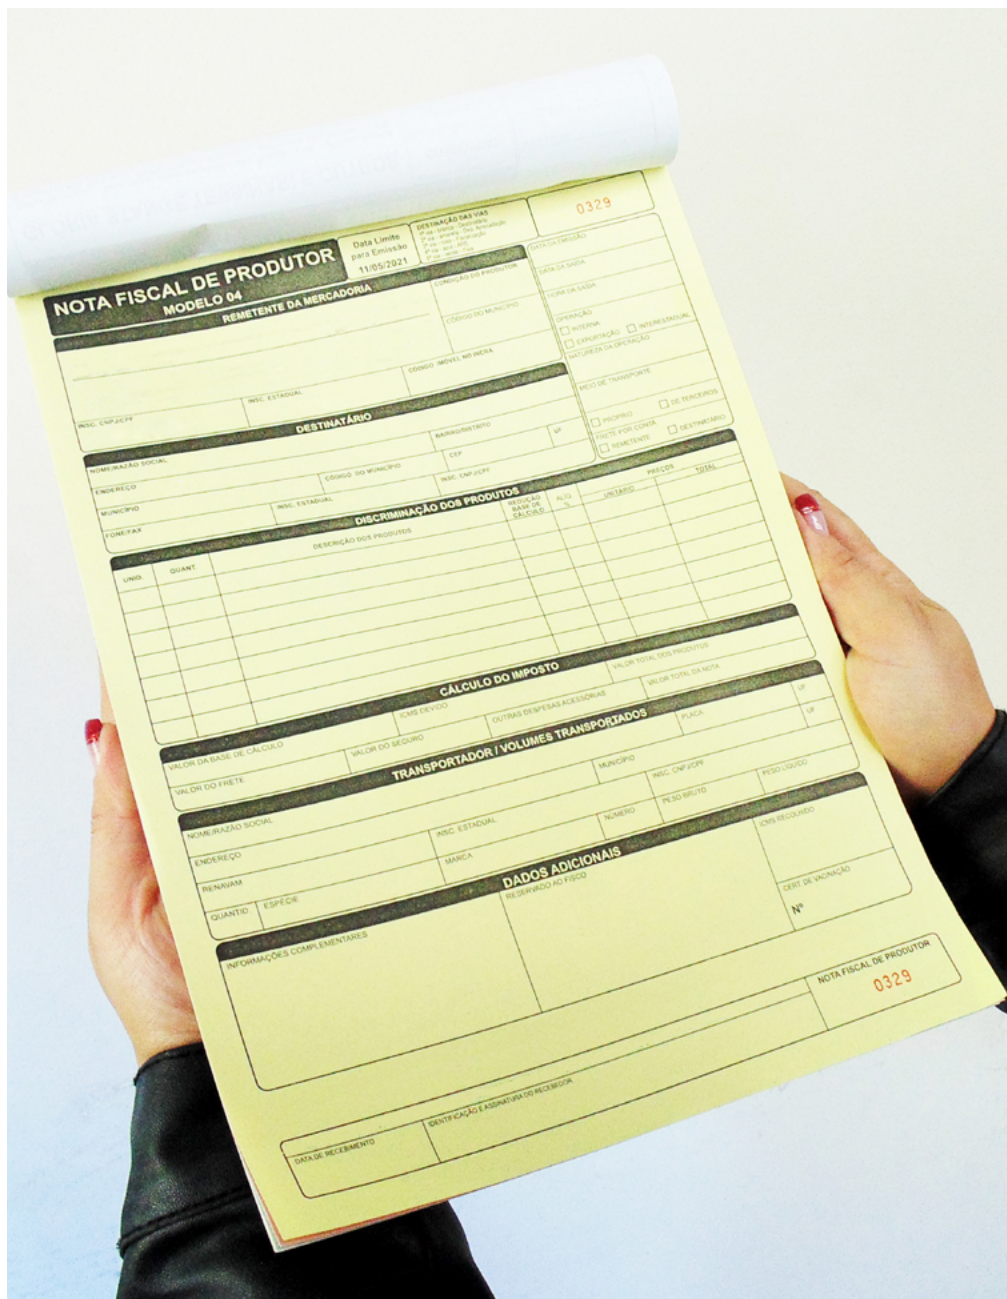 NOTA FISCAL DE PRODUTOR
MODELO 04
Data Limite
para Emissão
11/05/2021
DESTINAÇÃO DAS VIAS
0329
REMETENTE DA MERCADORIA
CONDIÇÃO DO PRODUTOR
CÓDIGO DO MUNICÍPIO
INSC. CNPJ/CPF
INSC. ESTADUAL
CÓDIGO IMÓVEL NO INCRA
DATA DA EMISSÃO
DATA DA SAÍDA
HORA DA SAÍDA
OPERAÇÃO
INTERNA
EXPORTAÇÃO INTERESTADUAL
NATUREZA DA OPERAÇÃO
MEIO DE TRANSPORTE
PRÓPRIO DE TERCEIROS
FRETE POR CONTA
REMETENTE DESTINATÁRIO
DESTINATÁRIO
NOME/RAZÃO SOCIAL
ENDEREÇO BAIRRO/DISTRITO
MUNICÍPIO CÓDIGO DO MUNICÍPIO CEP UF
FONE/FAX INSC. ESTADUAL INSC. CNPJ/CPF
DISCRIMINAÇÃO DOS PRODUTOS
UNID. QUANT. DESCRIÇÃO DOS PRODUTOS
REDUÇÃO
BASE DE
CÁLCULO
ALÍQ.
%
PREÇOS
UNITÁRIO TOTAL
CÁLCULO DO IMPOSTO
VALOR DA BASE DE CÁLCULO ICMS DEVIDO VALOR TOTAL DOS PRODUTOS
VALOR DO FRETE VALOR DO SEGURO OUTRAS DESPESAS ACESSÓRIAS VALOR TOTAL DA NOTA
TRANSPORTADOR / VOLUMES TRANSPORTADOS
NOME/RAZÃO SOCIAL PLACA UF
ENDEREÇO MUNICÍPIO UF
RENAVAM INSC. ESTADUAL INSC. CNPJ/CPF
QUANTID. ESPÉCIE MARCA NÚMERO PESO BRUTO PESO LÍQUIDO
DADOS ADICIONAIS
INFORMAÇÕES COMPLEMENTARES
RESERVADO AO FISCO
ICMS RECOLHIDO
CERT. DE VACINAÇÃO
Nº
NOTA FISCAL DE PRODUTOR
0329
DATA DE RECEBIMENTO IDENTIFICAÇÃO E ASSINATURA DO RECEBEDOR